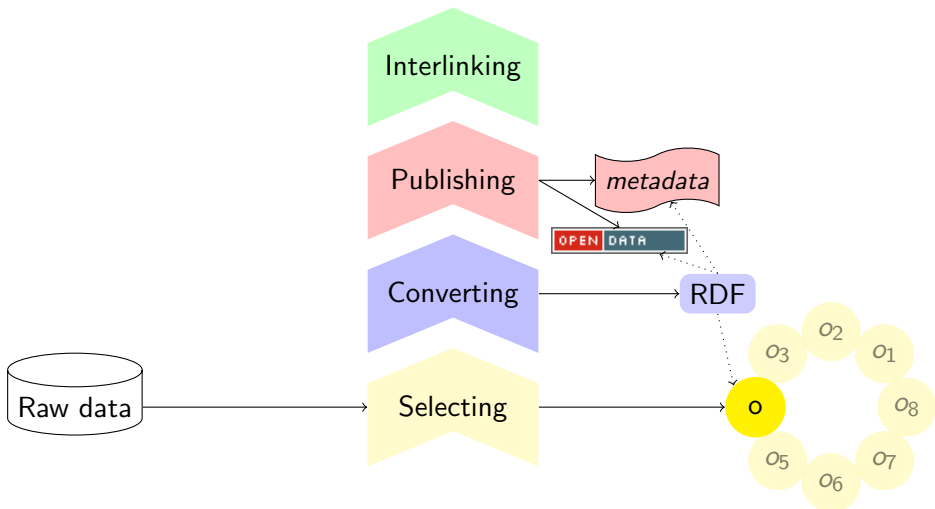 Interlinking
Publishing
metadata
OPEN DATA
Converting
RDF
o₂
o₃
o₁
Raw data
Selecting
o
o₈
o₅
o₇
o₆